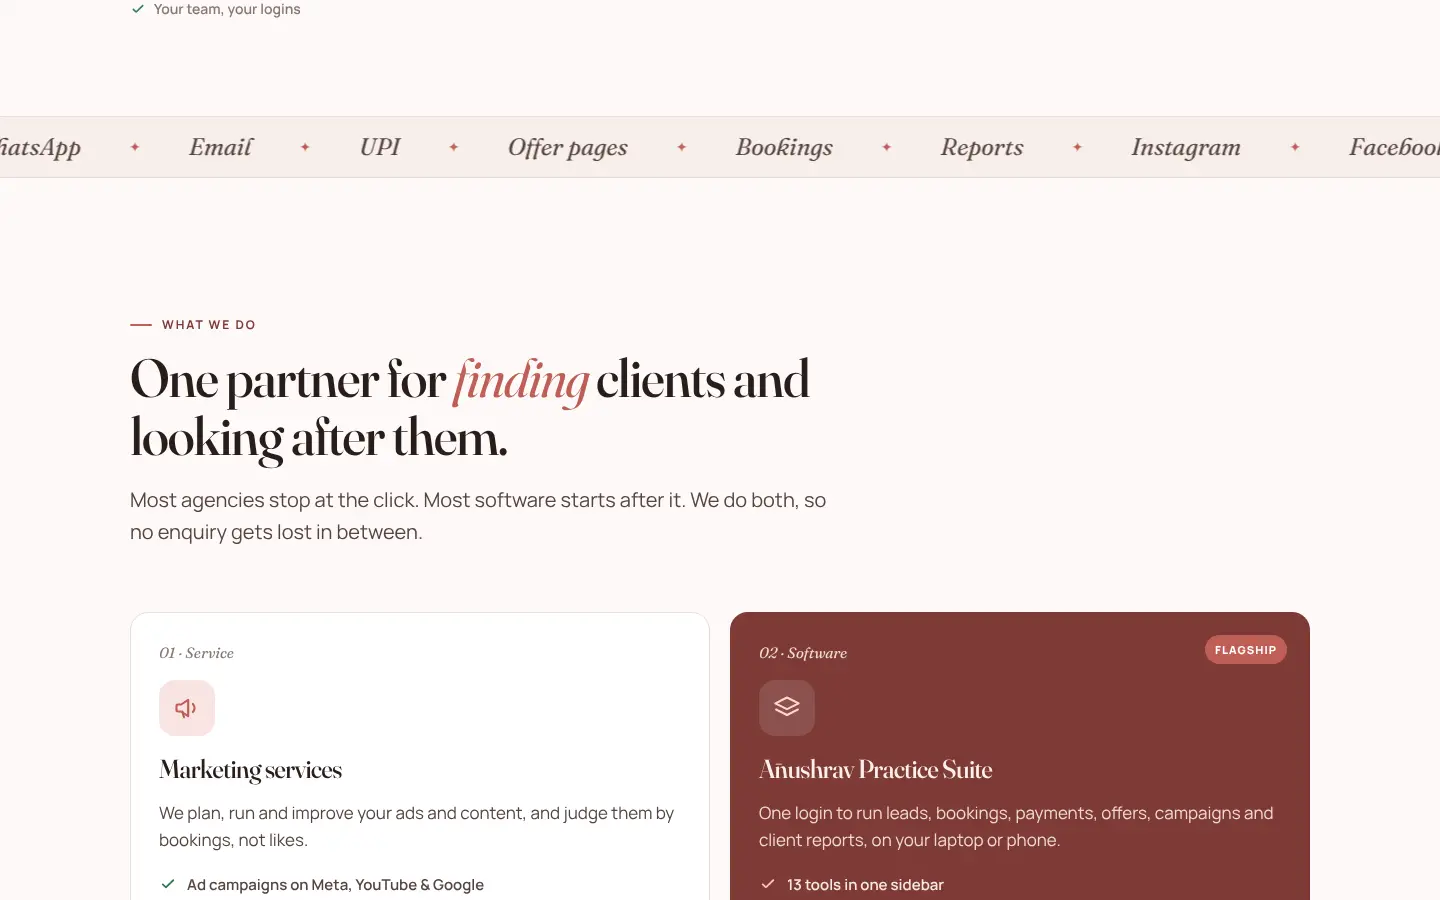 Your team, your logins
hatsApp ✦ Email ✦ UPI ✦ Offer pages ✦ Bookings ✦ Reports ✦ Instagram ✦ Facebook
WHAT WE DO
One partner for finding clients and
looking after them.
Most agencies stop at the click. Most software starts after it. We do both, so
no enquiry gets lost in between.
01 · Service
Marketing services
We plan, run and improve your ads and content, and judge them by
bookings, not likes.
Ad campaigns on Meta, YouTube & Google
02 · Software
FLAGSHIP
Ānushrav Practice Suite
One login to run leads, bookings, payments, offers, campaigns and
client reports, on your laptop or phone.
13 tools in one sidebar